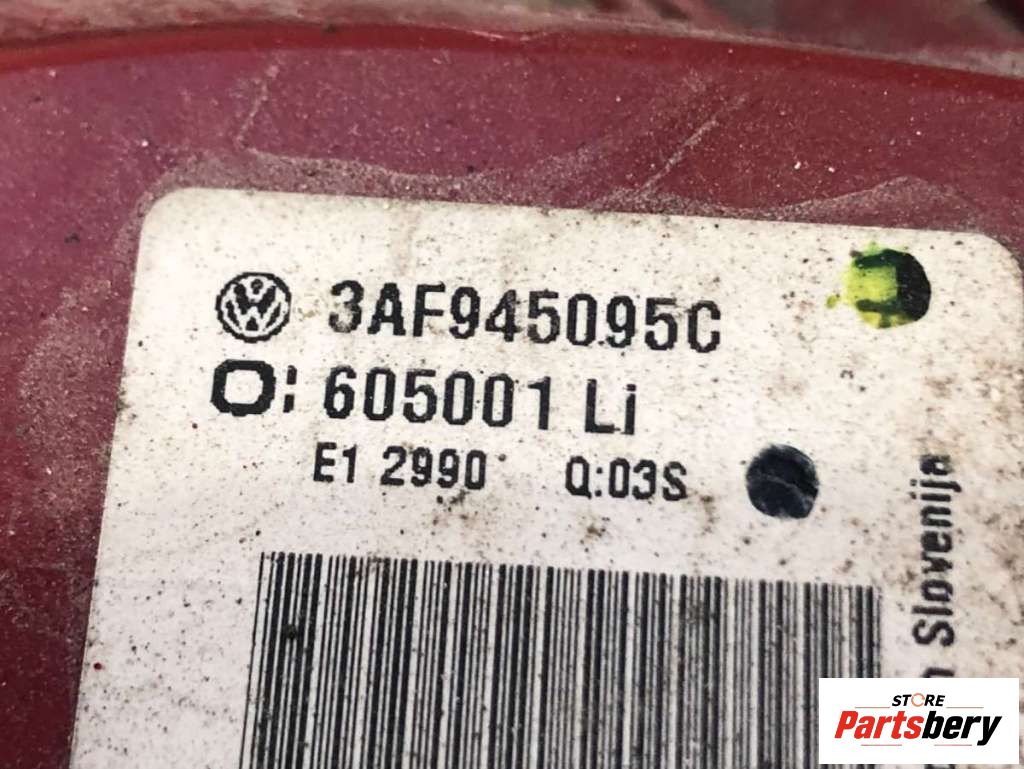 3AF945095C
O: 605001 Li
E1 2990 Q:03S
Slovenija
STORE
Partsbery